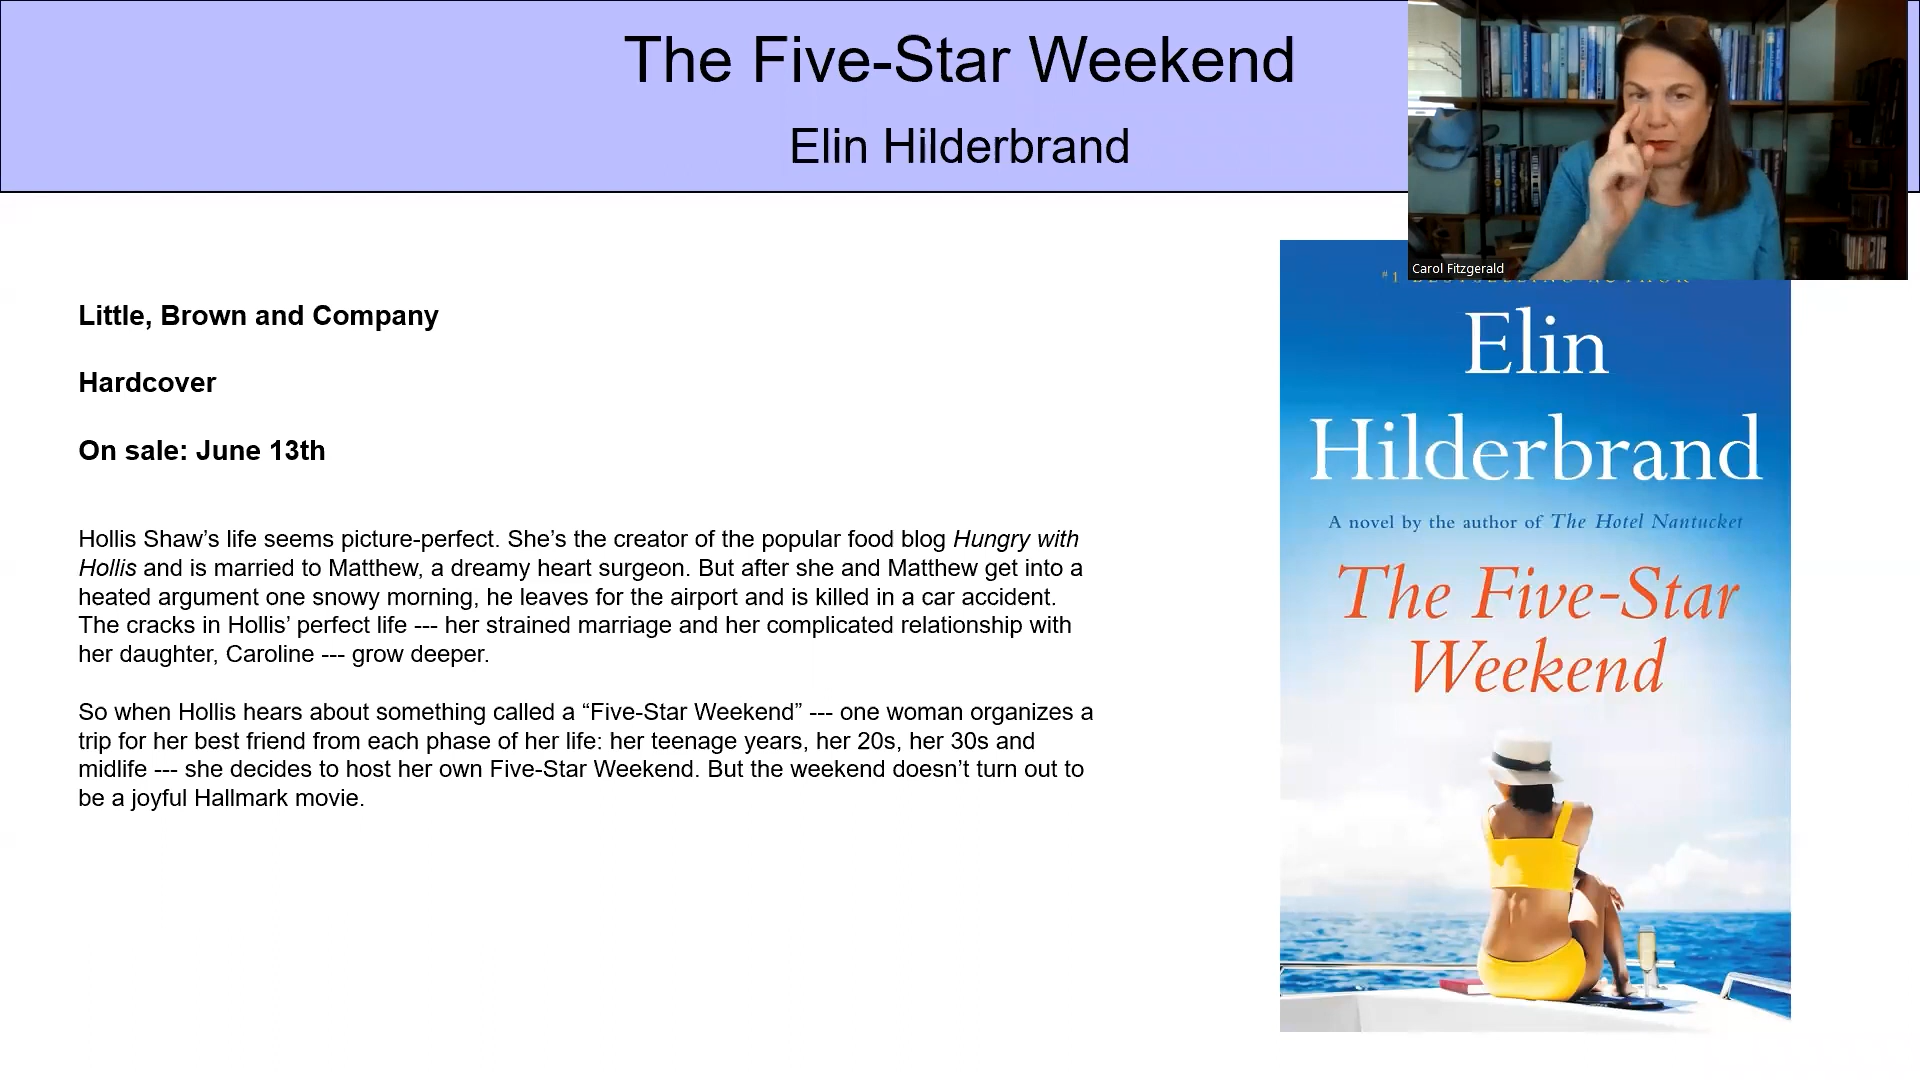 The Five-Star Weekend
Elin Hilderbrand
Carol Fitzgerald
Little, Brown and Company
Hardcover
On sale: June 13th
Hollis Shaw’s life seems picture-perfect. She’s the creator of the popular food blog Hungry with
Hollis and is married to Matthew, a dreamy heart surgeon. But after she and Matthew get into a
heated argument one snowy morning, he leaves for the airport and is killed in a car accident.
The cracks in Hollis’ perfect life --- her strained marriage and her complicated relationship with
her daughter, Caroline --- grow deeper.
So when Hollis hears about something called a “Five-Star Weekend” --- one woman organizes a
trip for her best friend from each phase of her life: her teenage years, her 20s, her 30s and
midlife --- she decides to host her own Five-Star Weekend. But the weekend doesn’t turn out to
be a joyful Hallmark movie.
#1 BESTSELLING AUTHOR
Elin
Hilderbrand
A novel by the author of The Hotel Nantucket
The Five-Star
Weekend